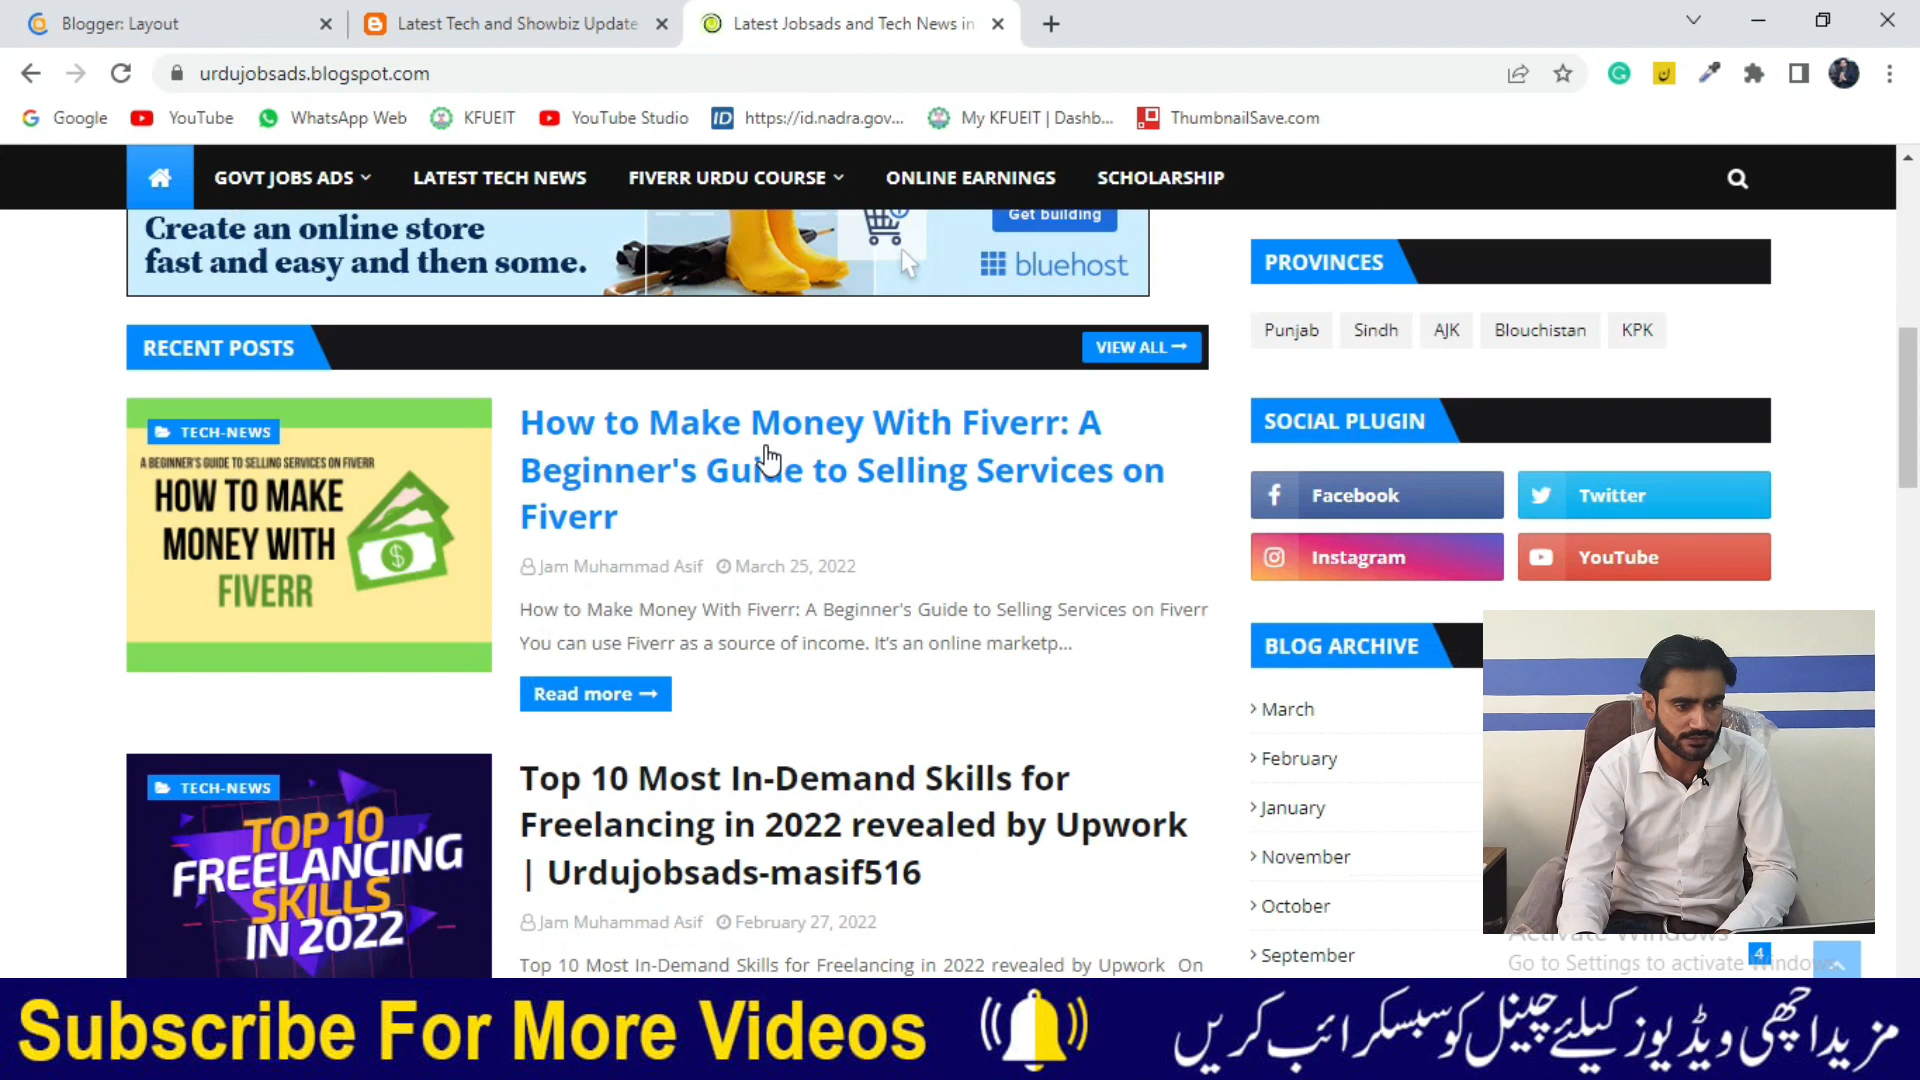 Blogger: Layout
Latest Tech and Showbiz Update
Latest Jobsads and Tech News in
urdujobsads.blogspot.com
Google
YouTube
WhatsApp Web
KFUEIT
YouTube Studio
ID
https://id.nadra.gov...
My KFUEIT | Dashb...
ThumbnailSave.com
GOVT JOBS ADS
LATEST TECH NEWS
FIVERR URDU COURSE
ONLINE EARNINGS
SCHOLARSHIP
Create an online store
fast and easy and then some.
Get building
bluehost
RECENT POSTS
VIEW ALL
TECH-NEWS
A BEGINNER'S GUIDE TO SELLING SERVICES ON FIVERR
HOW TO MAKE
MONEY WITH
FIVERR
How to Make Money With Fiverr: A
Beginner's Guide to Selling Services on
Fiverr
Jam Muhammad Asif
March 25, 2022
How to Make Money With Fiverr: A Beginner's Guide to Selling Services on Fiverr
You can use Fiverr as a source of income. It's an online marketp...
Read more
TECH-NEWS
TOP 10
FREELANCING
SKILLS
IN 2022
Top 10 Most In-Demand Skills for
Freelancing in 2022 revealed by Upwork
| Urdujobsads-masif516
Jam Muhammad Asif
February 27, 2022
Top 10 Most In-Demand Skills for Freelancing in 2022 revealed by Upwork On
PROVINCES
Punjab
Sindh
AJK
Blouchistan
KPK
SOCIAL PLUGIN
Facebook
Twitter
Instagram
YouTube
BLOG ARCHIVE
March
February
January
November
October
September
4
Activate Windows
Go to Settings to activate Windows
Subscribe For More Videos
مزید اچھی ویڈیوز کیلئے چینل کو سبسکرائب کریں